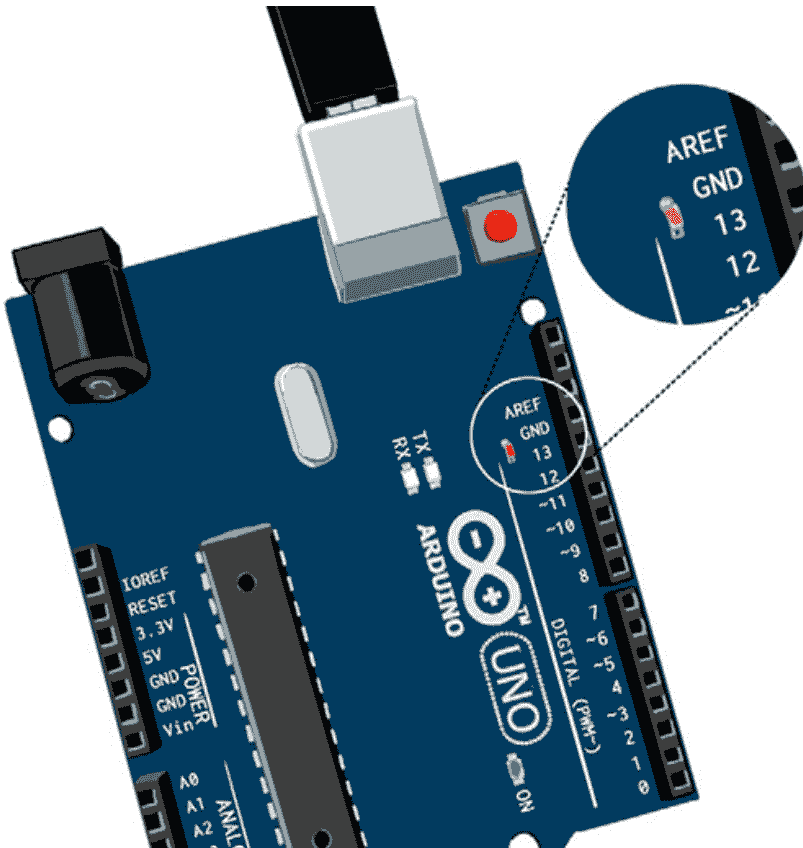 AREF
GND
13
12
AREF
GND
13
12
~11
~10
~9
8
TX
RX
ARDUINO
TM
UNO
7
~6
~5
4
~3
2
1
0
DIGITAL (PWM~)
ON
IOREF
RESET
3.3V
5V
GND
GND
Vin
POWER
A0
A1
A2